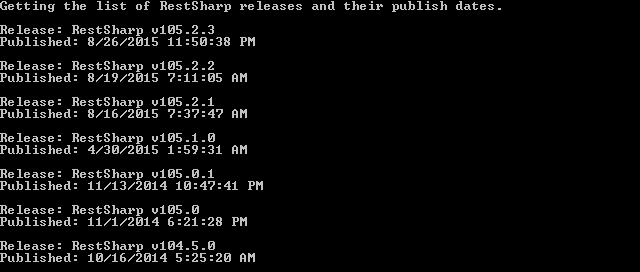 Getting the list of RestSharp releases and their publish dates.
Release: RestSharp v105.2.3
Published: 8/26/2015 11:50:38 PM
Release: RestSharp v105.2.2
Published: 8/19/2015 7:11:05 AM
Release: RestSharp v105.2.1
Published: 8/16/2015 7:37:47 AM
Release: RestSharp v105.1.0
Published: 4/30/2015 1:59:31 AM
Release: RestSharp v105.0.1
Published: 11/13/2014 10:47:41 PM
Release: RestSharp v105.0
Published: 11/1/2014 6:21:28 PM
Release: RestSharp v104.5.0
Published: 10/16/2014 5:25:20 AM